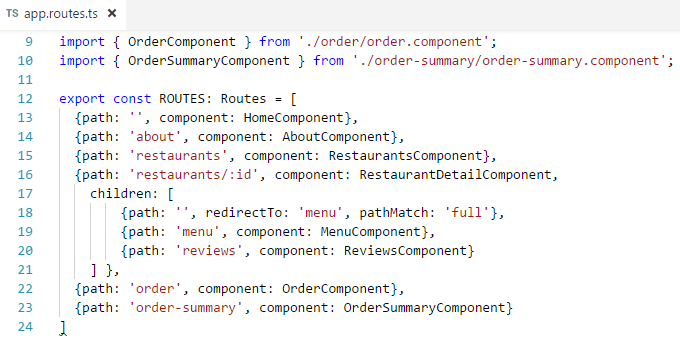 TS app.routes.ts ×
9 import { OrderComponent } from './order/order.component';
10 import { OrderSummaryComponent } from './order-summary/order-summary.component';
11
12 export const ROUTES: Routes = [
13 {path: '', component: HomeComponent},
14 {path: 'about', component: AboutComponent},
15 {path: 'restaurants', component: RestaurantsComponent},
16 {path: 'restaurants/:id', component: RestaurantDetailComponent,
17 children: [
18 {path: '', redirectTo: 'menu', pathMatch: 'full'},
19 {path: 'menu', component: MenuComponent},
20 {path: 'reviews', component: ReviewsComponent}
21 ] },
22 {path: 'order', component: OrderComponent},
23 {path: 'order-summary', component: OrderSummaryComponent}
24 ]